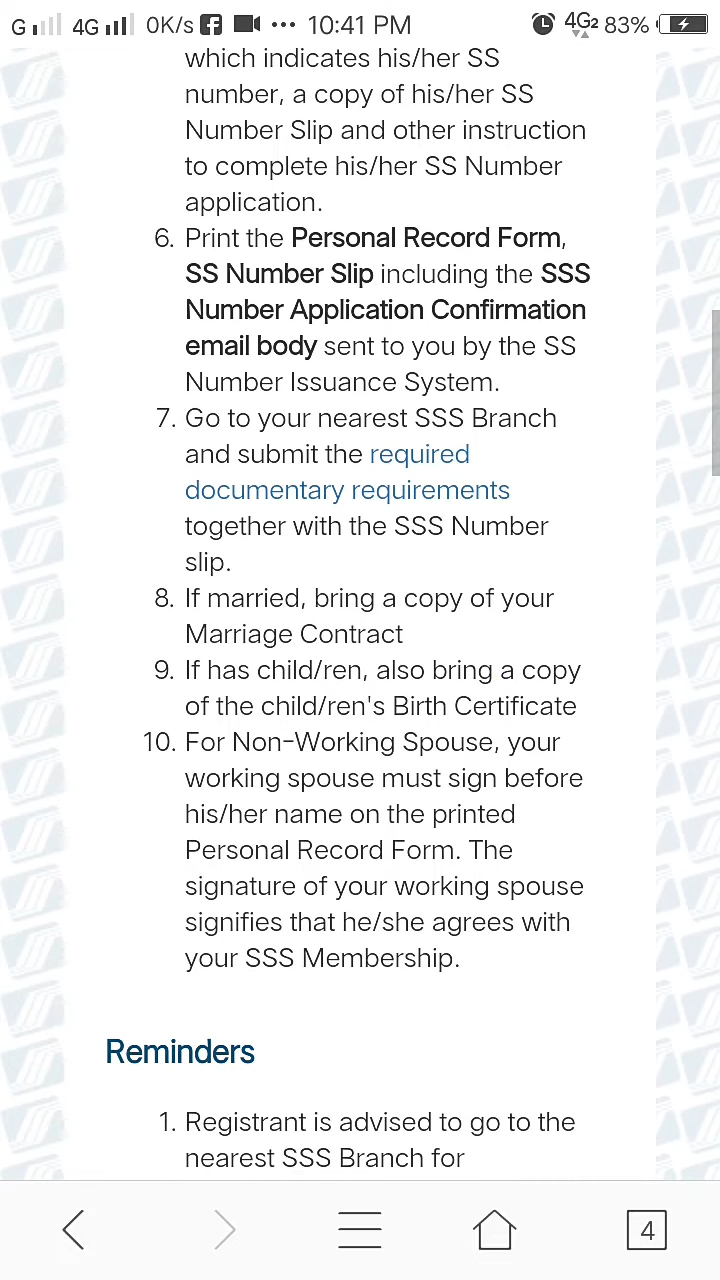 G 4G 0K/s ... 10:41 PM 4G2 83%
which indicates his/her SS
number, a copy of his/her SS
Number Slip and other instruction
to complete his/her SS Number
application.
6. Print the Personal Record Form,
SS Number Slip including the SSS
Number Application Confirmation
email body sent to you by the SS
Number Issuance System.
7. Go to your nearest SSS Branch
and submit the required
documentary requirements
together with the SSS Number
slip.
8. If married, bring a copy of your
Marriage Contract
9. If has child/ren, also bring a copy
of the child/ren's Birth Certificate
10. For Non-Working Spouse, your
working spouse must sign before
his/her name on the printed
Personal Record Form. The
signature of your working spouse
signifies that he/she agrees with
your SSS Membership.
Reminders
1. Registrant is advised to go to the
nearest SSS Branch for
4